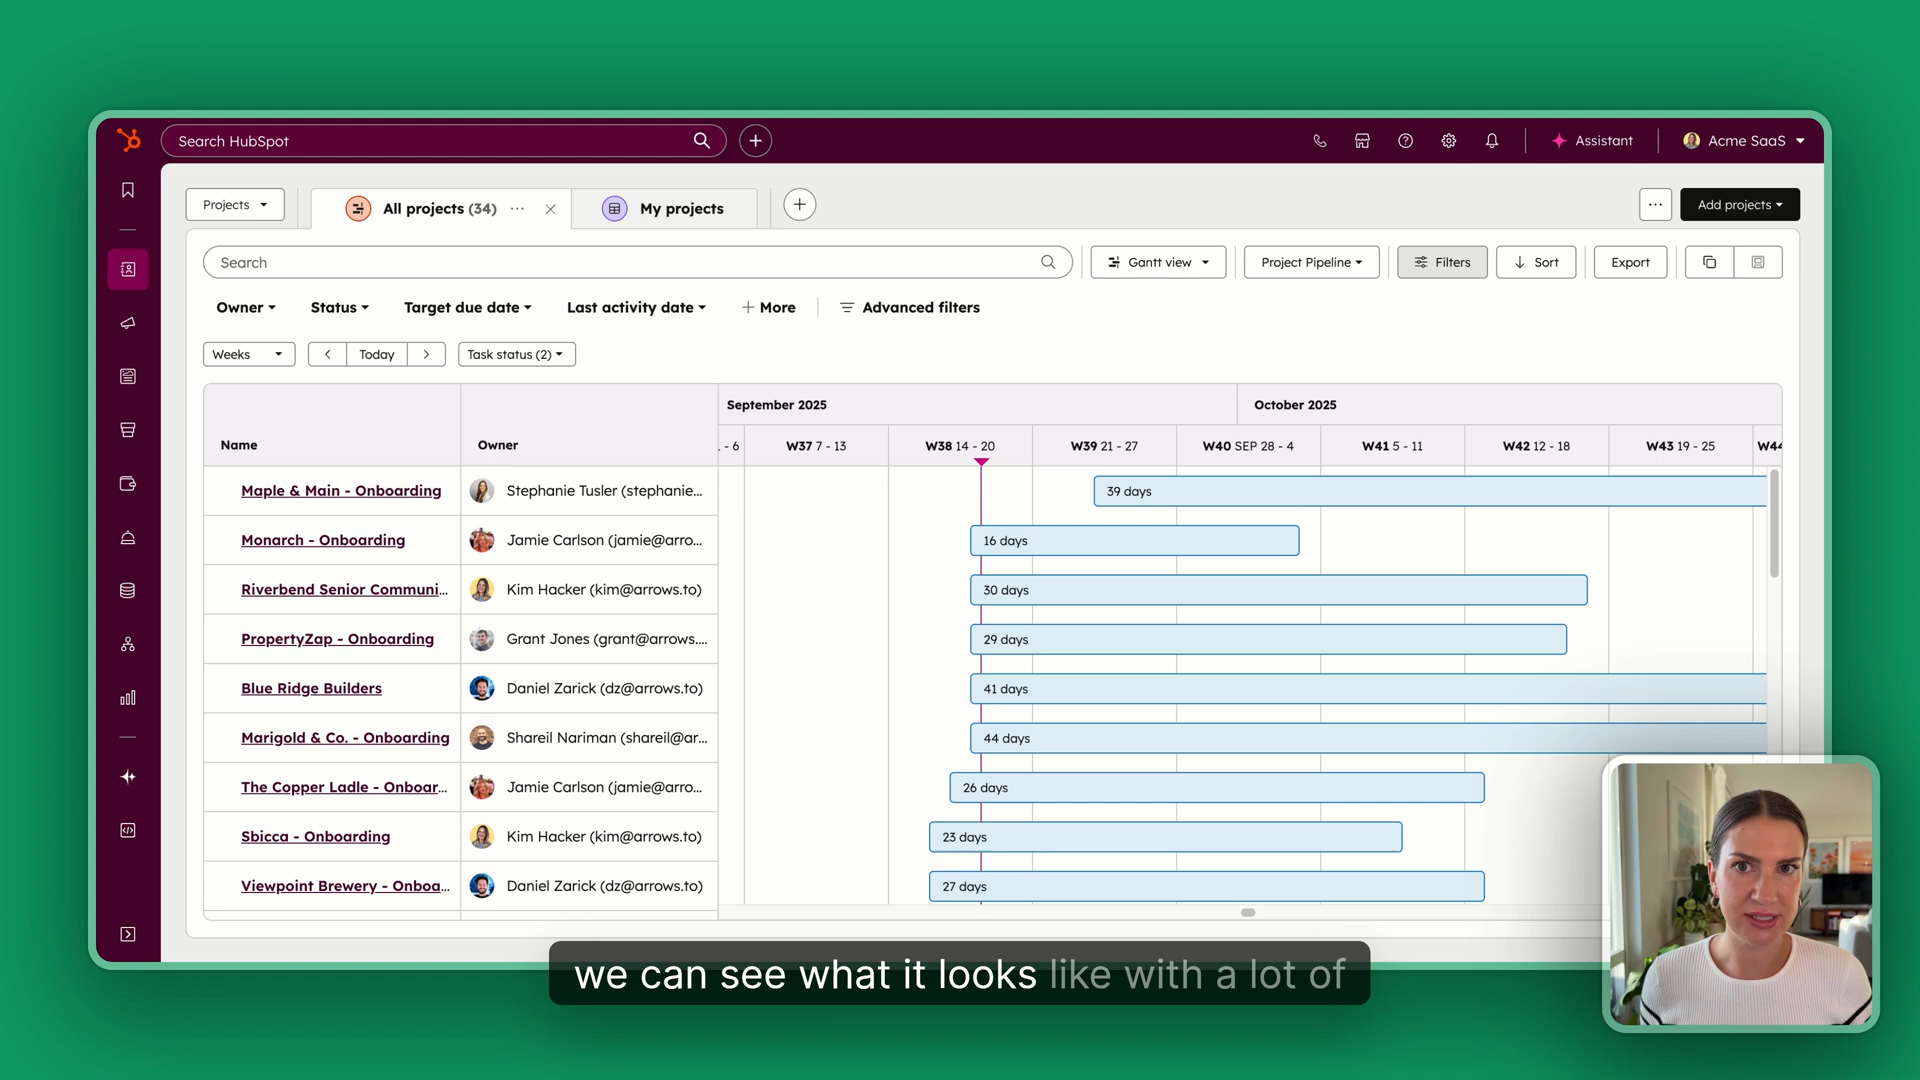 Search HubSpot
Assistant
Acme SaaS
Projects
All projects (34)
My projects
Add projects
Search
Gantt view
Project Pipeline
Filters
Sort
Export
Owner
Status
Target due date
Last activity date
More
Advanced filters
Weeks
Today
Task status (2)
September 2025
October 2025
Name
Owner
. - 6
W37 7 - 13
W38 14 - 20
W39 21 - 27
W40 SEP 28 - 4
W41 5 - 11
W42 12 - 18
W43 19 - 25
W44
Maple & Main - Onboarding
Stephanie Tusler (stephanie...
39 days
Monarch - Onboarding
Jamie Carlson (jamie@arro...
16 days
Riverbend Senior Communi...
Kim Hacker (kim@arrows.to)
30 days
PropertyZap - Onboarding
Grant Jones (grant@arrows....
29 days
Blue Ridge Builders
Daniel Zarick (dz@arrows.to)
41 days
Marigold & Co. - Onboarding
Shareil Nariman (shareil@ar...
44 days
The Copper Ladle - Onboar...
Jamie Carlson (jamie@arro...
26 days
Sbicca - Onboarding
Kim Hacker (kim@arrows.to)
23 days
Viewpoint Brewery - Onboa...
Daniel Zarick (dz@arrows.to)
27 days
we can see what it looks like with a lot of